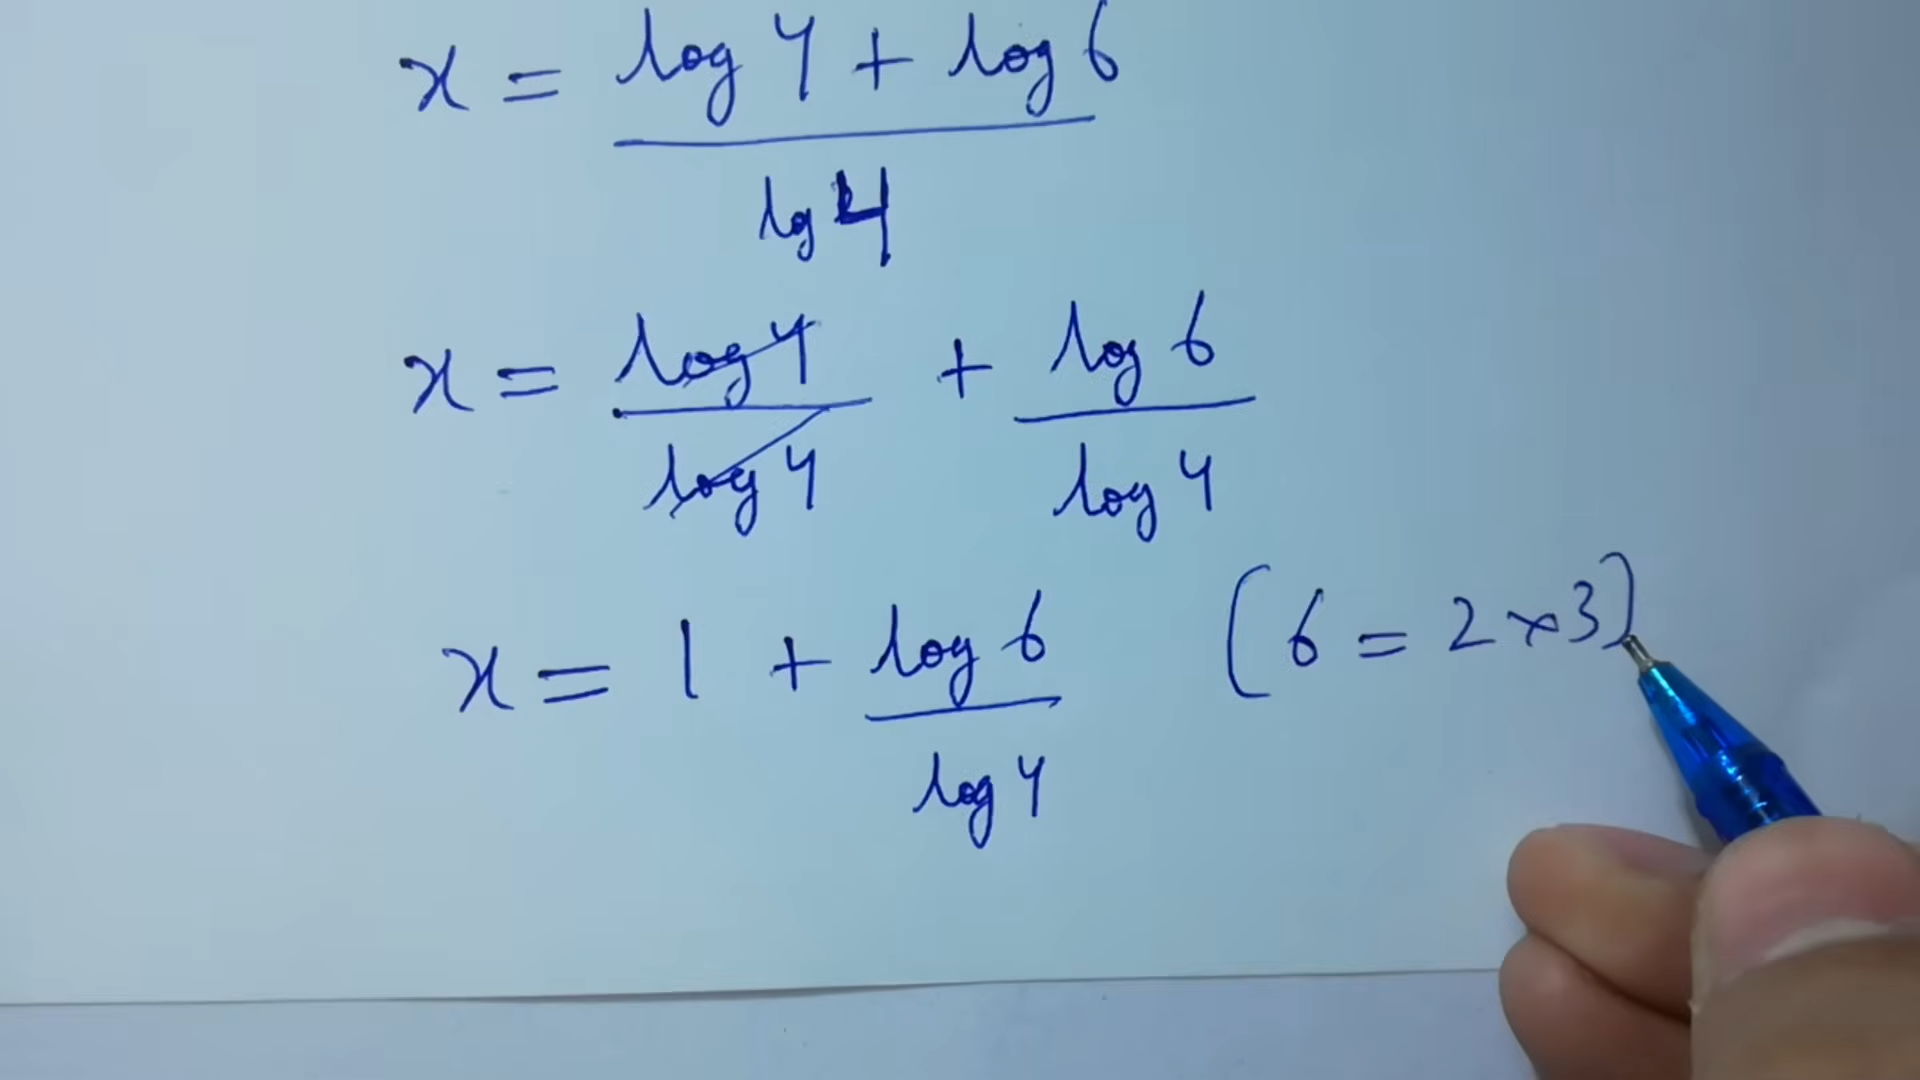 x = log 4 + log 6
lg 4
x = log 4 + log 6
log 4 log 4
x = 1 + log 6 (6 = 2 × 3)
log 4